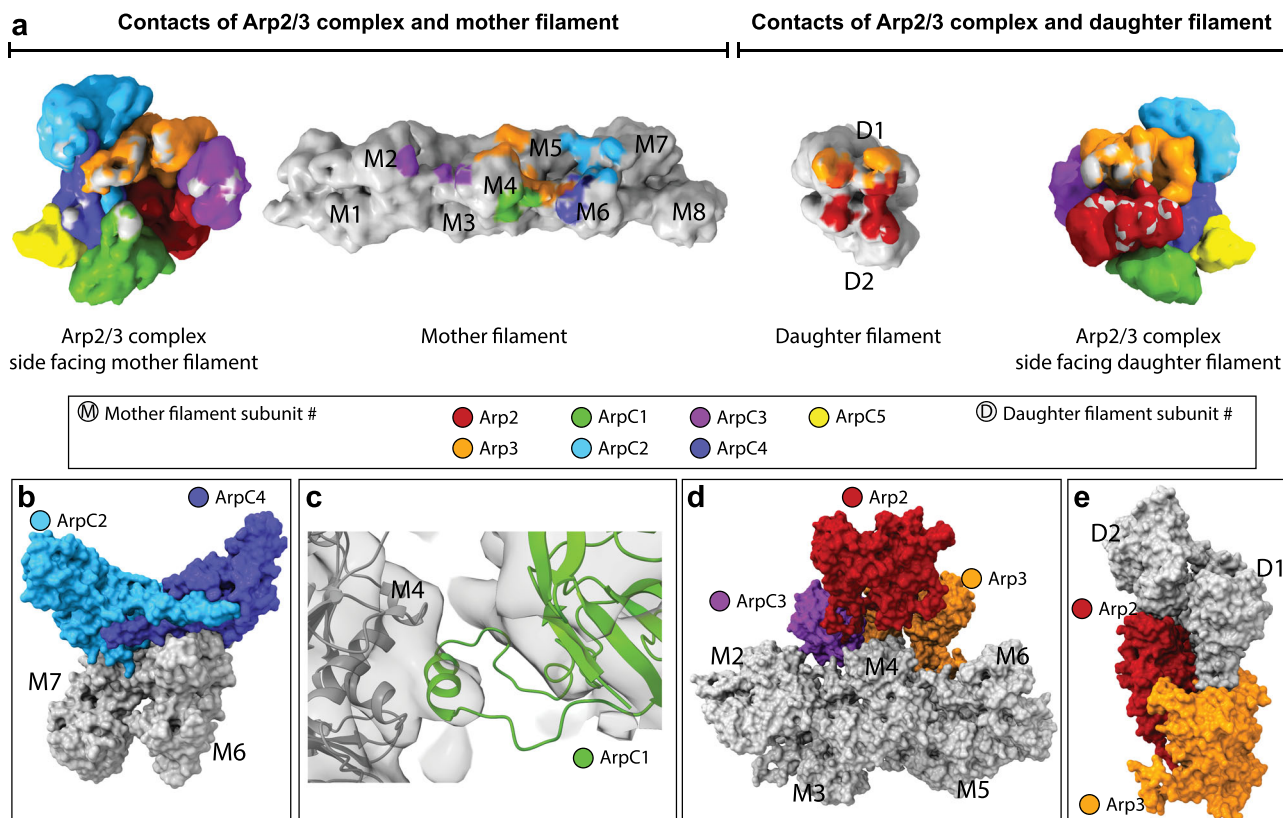 a
Contacts of Arp2/3 complex and mother filament
Contacts of Arp2/3 complex and daughter filament
M1
M2
M3
M4
M5
M6
M7
M8
D1
D2
Arp2/3 complex
side facing mother filament
Mother filament
Daughter filament
Arp2/3 complex
side facing daughter filament
M Mother filament subunit #
Arp2
Arp3
ArpC1
ArpC2
ArpC3
ArpC4
ArpC5
D Daughter filament subunit #
b
ArpC4
ArpC2
M7
M6
c
M4
ArpC1
d
Arp2
Arp3
ArpC3
M2
M4
M6
M3
M5
e
D2
D1
Arp2
Arp3